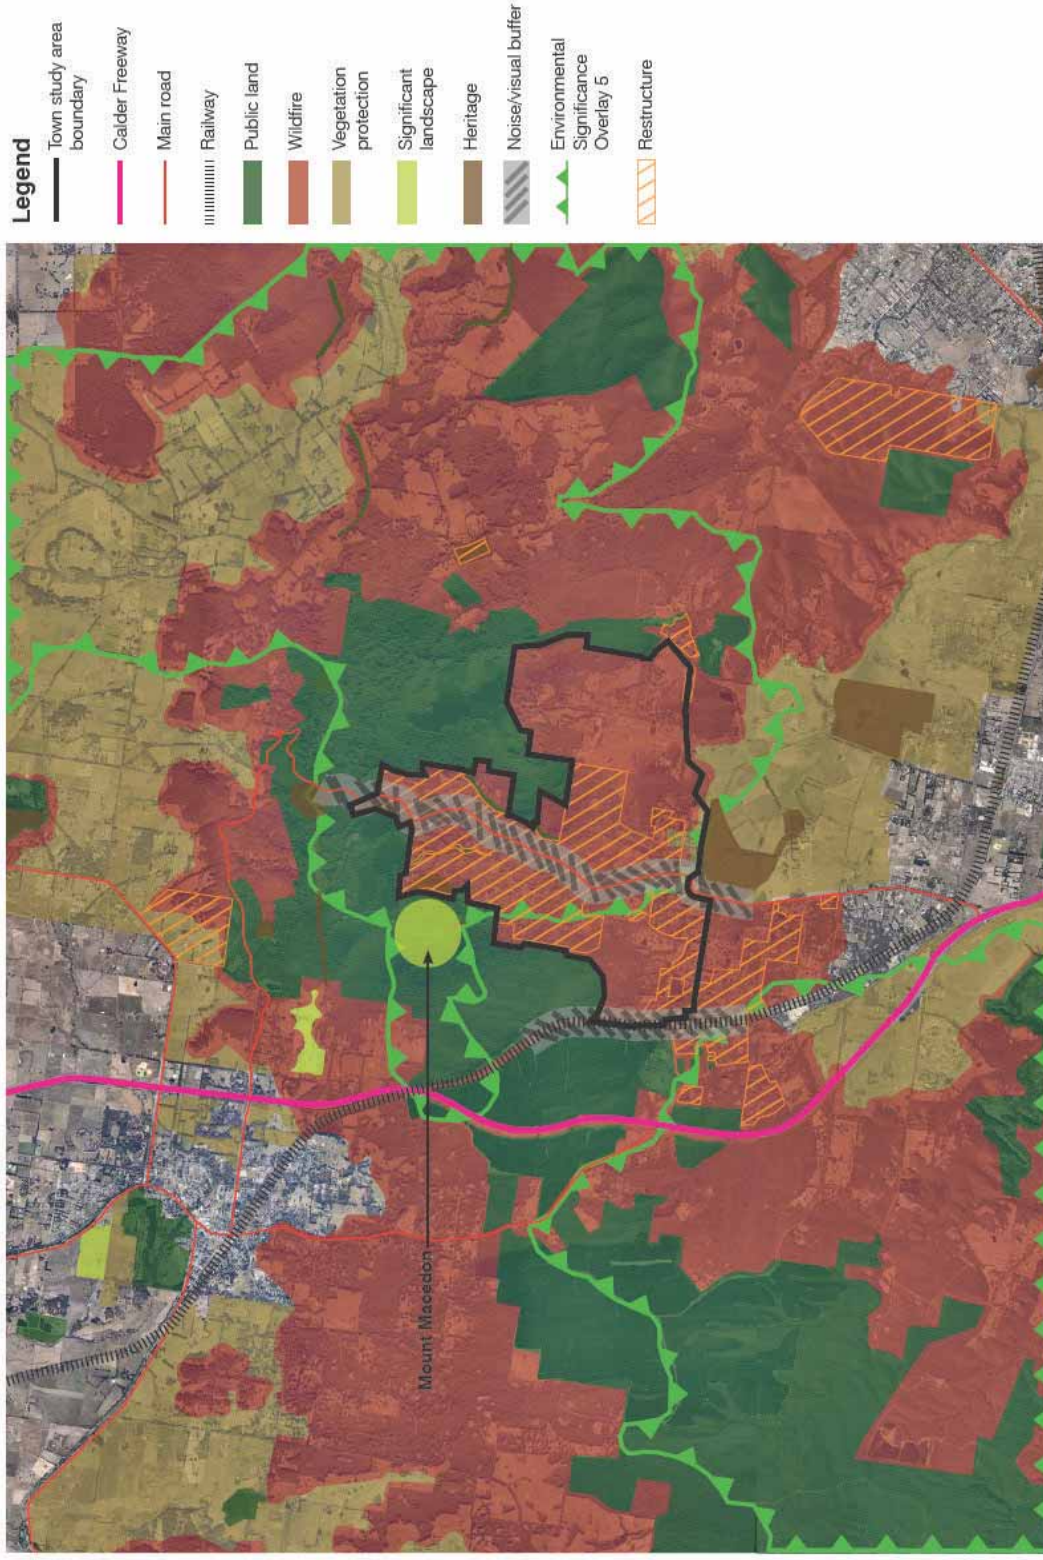 Legend
Town study area
boundary
Calder Freeway
Main road
Railway
Public land
Wildfire
Vegetation
protection
Significant
landscape
Heritage
Noise/visual buffer
Environmental
Significance
Overlay 5
Restructure
Mount Macedon